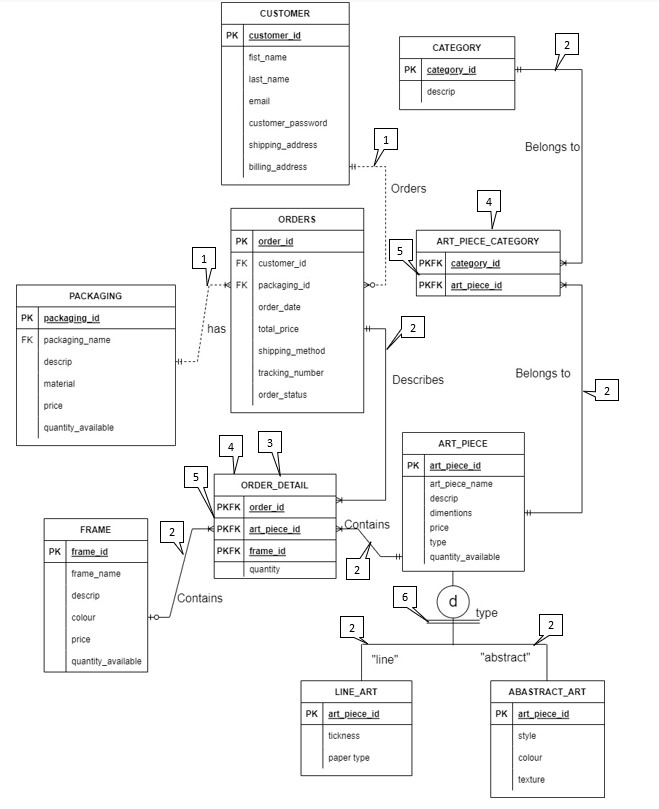 CUSTOMER
PK customer_id
fist_name
last_name
email
customer_password
shipping_address
billing_address
CATEGORY
PK category_id
descrip
2
Belongs to
1
Orders
ORDERS
PK order_id
FK customer_id
FK packaging_id
order_date
total_price
shipping_method
tracking_number
order_status
4
5
ART_PIECE_CATEGORY
PKFK category_id
PKFK art_piece_id
1
has
PACKAGING
PK packaging_id
FK packaging_name
descrip
material
price
quantity_available
2
Describes
Belongs to
2
ART_PIECE
PK art_piece_id
art_piece_name
descrip
dimentions
price
type
quantity_available
4
3
5
ORDER_DETAIL
PKFK order_id
PKFK art_piece_id
PKFK frame_id
quantity
Contains
2
FRAME
PK frame_id
frame_name
descrip
colour
price
quantity_available
2
Contains
6
d
type
2
2
"line"
"abstract"
LINE_ART
PK art_piece_id
tickness
paper type
ABASTRACT_ART
PK art_piece_id
style
colour
texture